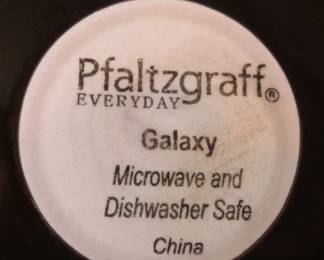 Pfaltzgraff®
EVERYDAY
Galaxy
Microwave and
Dishwasher Safe
China